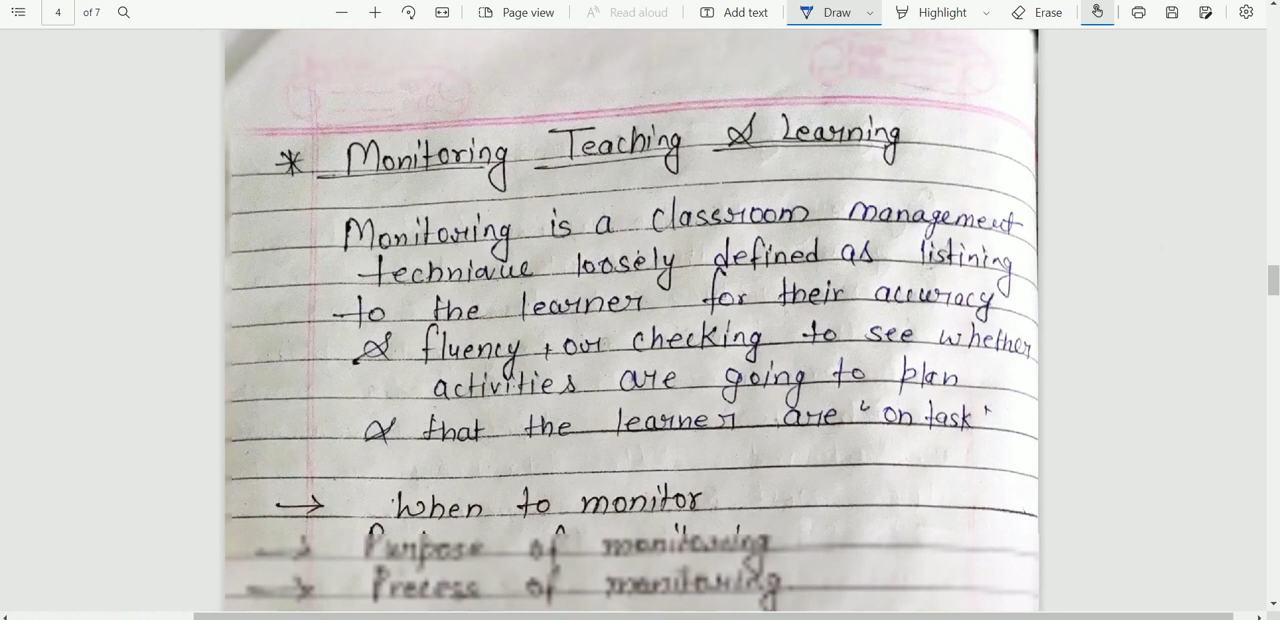 4 of 7 Page view Read aloud Add text Draw Highlight Erase
* Monitoring Teaching & Learning
Monitoring is a classroom management
technique loosely defined as listining
to the learner for their accuracy
& fluency, + our checking to see whether
activities are going to plan
& that the learner are 'on task'
→ When to monitor
→ Purpose of monitoring
→ Process of monitoring